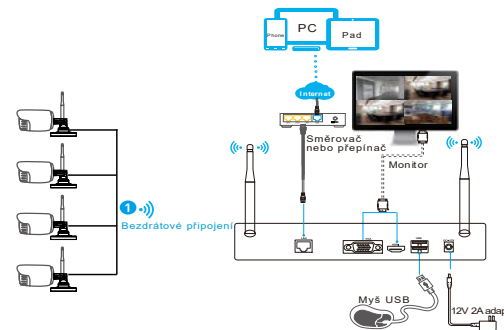 Phone
PC
Pad
Internet
Směrovač
nebo přepínač
Monitor
1
Bezdrátové připojení
Myš USB
12V 2A adap